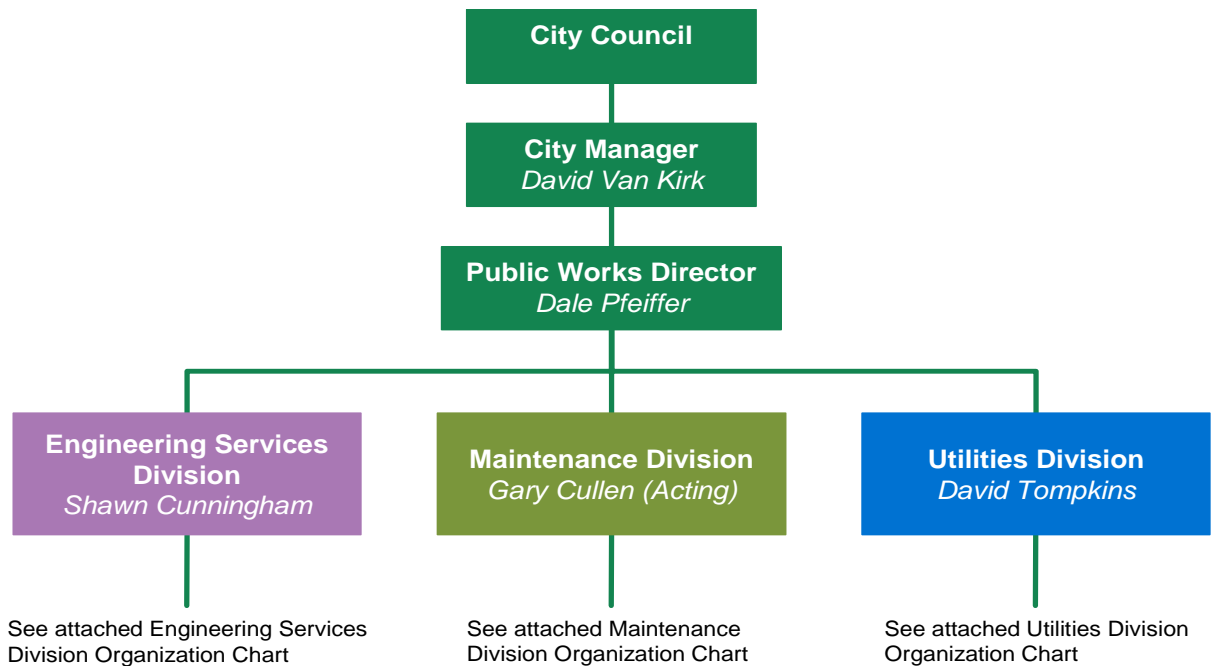 City Council
City Manager
David Van Kirk
Public Works Director
Dale Pfeiffer
Engineering Services
Division
Shawn Cunningham
Maintenance Division
Gary Cullen (Acting)
Utilities Division
David Tompkins
See attached Engineering Services
Division Organization Chart
See attached Maintenance
Division Organization Chart
See attached Utilities Division
Organization Chart